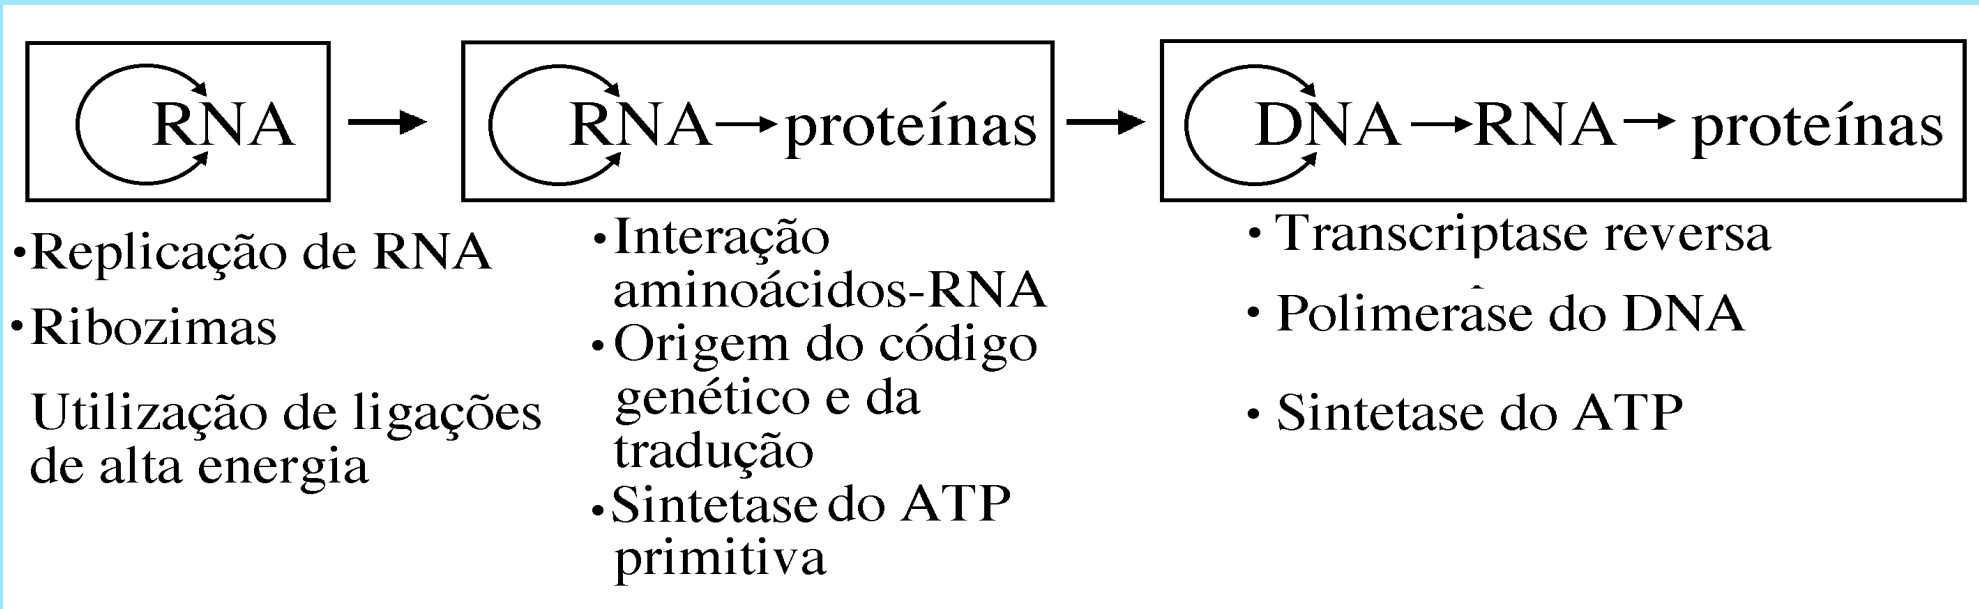 RNA → RNA → proteínas → DNA → RNA → proteínas
•Replicação de RNA
•Ribozimas
Utilização de ligações
de alta energia
•Interação
aminoácidos-RNA
•Origem do código
genético e da
tradução
•Sintetase do ATP
primitiva
• Transcriptase reversa
• Polimerase do DNA
• Sintetase do ATP